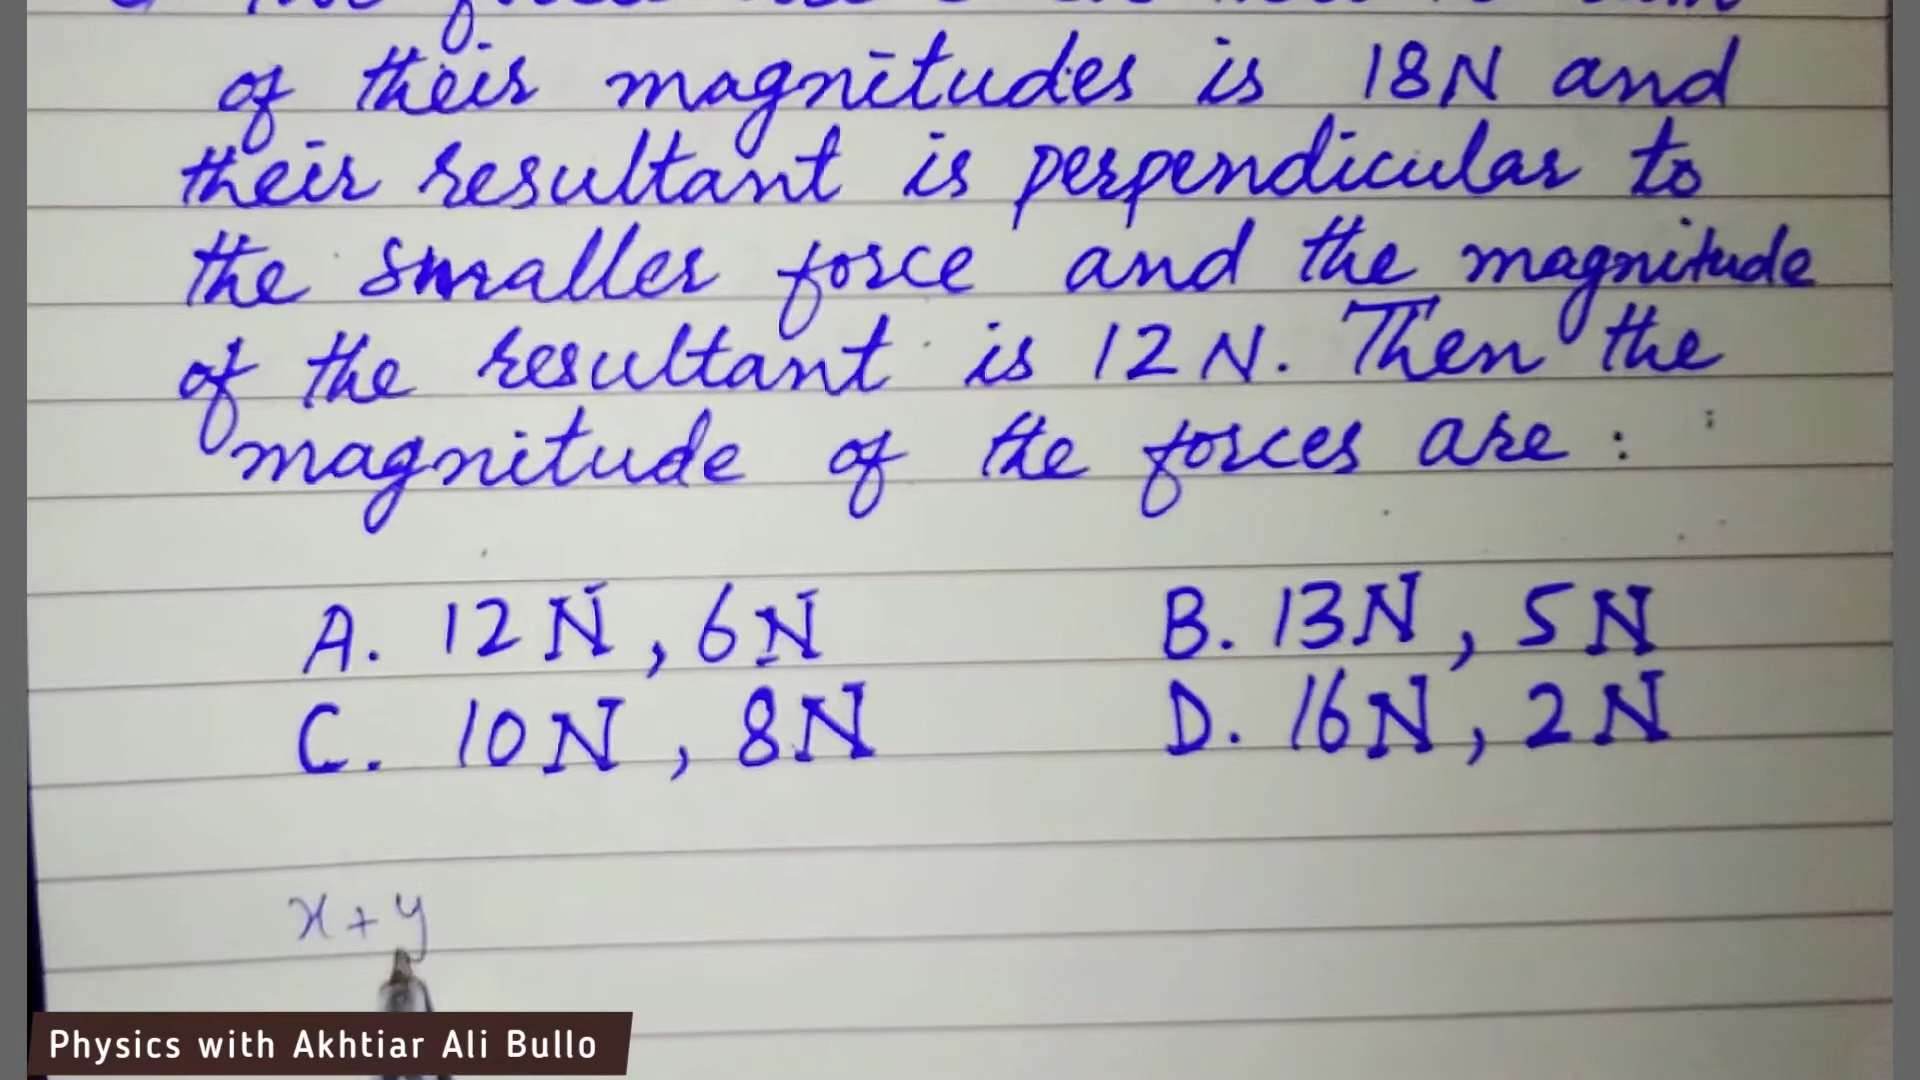 of their magnitudes is 18N and
their resultant is perpendicular to
the smaller force and the magnitude
of the resultant is 12 N. Then the
magnitude of the forces are :
A. 12 N, 6N B. 13N, 5N
C. 10N, 8N D. 16N, 2N
x + y
Physics with Akhtiar Ali Bullo